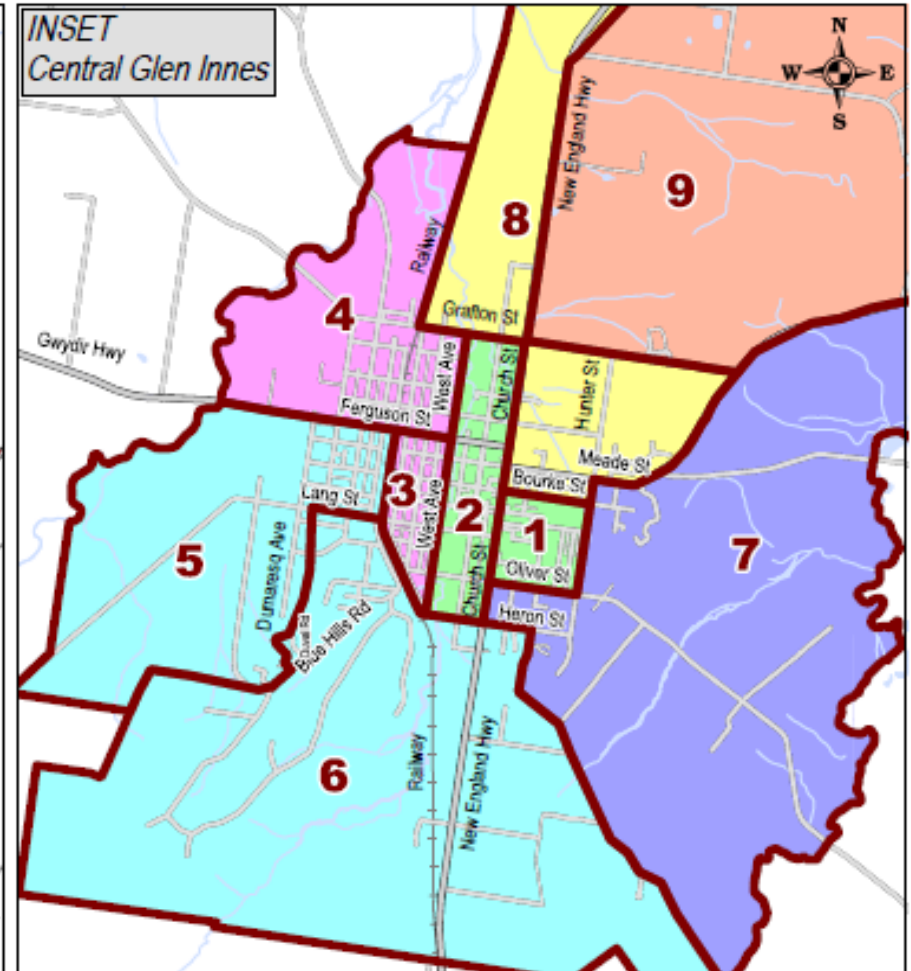 INSET
Central Glen Innes
N
W E
S
New England Hwy
9
8
Railway
Grafton St
4
Gwydir Hwy
West Ave
Church St
Hunter St
Ferguson St
Meade St
Bourke St
Lang St
3
West Ave
2
1
5
Dumaresq Ave
7
Oliver St
Church St
Heron St
Duval Rd
Blue Hills Rd
6
Railway
New England Hwy